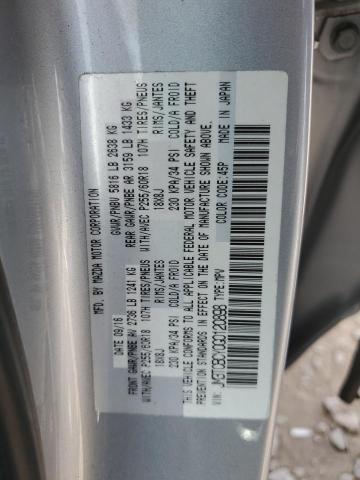 MFD. BY MAZDA MOTOR CORPORATION
DATE: 09/16 GVWR/PNBV 5816 LB 2638 KG
FRONT GAWR/PNBE AV 2736 LB 1241 KG REAR GAWR/PNBE AR 3159 LB 1433 KG
WITH/AVEC P255/60R18 107H TIRES/PNEUS WITH/AVEC P255/60R18 107H TIRES/PNEUS
18X8J RIMS/JANTES 18X8J RIMS/JANTES
230 KPA/34 PSI COLD/A FROID 230 KPA/34 PSI COLD/A FROID
THIS VEHICLE CONFORMS TO ALL APPLICABLE FEDERAL MOTOR VEHICLE SAFETY AND THEFT
PREVENTION STANDARDS IN EFFECT ON THE DATE OF MANUFACTURE SHOWN ABOVE.
VIN: TYPE:MPV COLOR CODE:45P MADE IN JAPAN